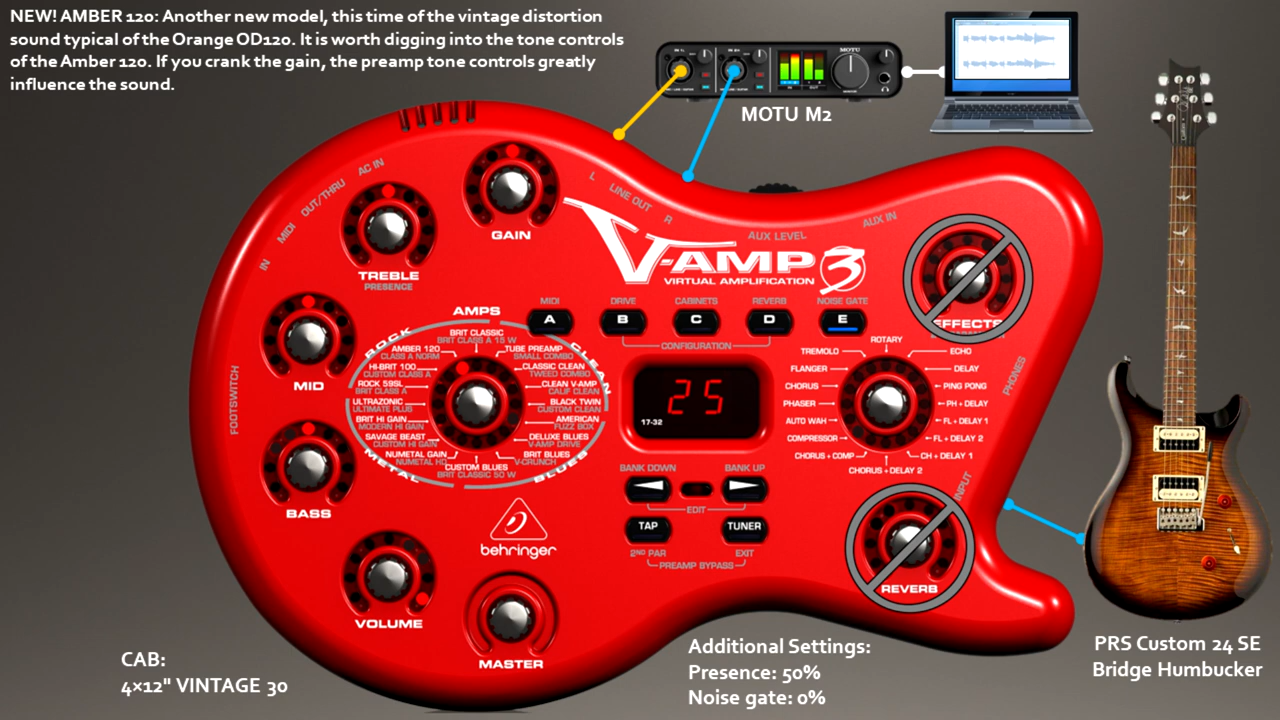 NEW! AMBER 120: Another new model, this time of the vintage distortion
sound typical of the Orange OD-120. It is worth digging into the tone controls
of the Amber 120. If you crank the gain, the preamp tone controls greatly
influence the sound.
MOTU
MOTU M2
AC IN
OUT/THRU
MIDI
IN
L LINE OUT R
AUX LEVEL
AUX IN
GAIN
TREBLE
PRESENCE
V-AMP 3
VIRTUAL AMPLIFICATION
EFFECTS
AMPS
MIDI DRIVE CABINETS REVERB NOISE GATE
A B C D E
CONFIGURATION
ROCK
CLEAN
METAL
BLUES
BRIT CLASSIC
BRIT CLASS A 15 W
AMBER 120
CLASS A NORM
HI-BRIT 100
CUSTOM CLASS A
ROCK 59SL
BRIT CLASS A
ULTRAZONIC
ULTIMATE PLUS
BRIT HI GAIN
MODERN HI GAIN
SAVAGE BEAST
CUSTOM HI GAIN
NUMETAL GAIN
NUMETAL HG
CUSTOM BLUES
BRIT CLASSIC 50 W
TUBE PREAMP
SMALL COMBO
CLASSIC CLEAN
TWEED COMBO
CLEAN V-AMP
CALIF CLEAN
BLACK TWIN
CUSTOM CLEAN
AMERICAN
FUZZ BOX
DELUXE BLUES
V-AMP DRIVE
BRIT BLUES
V-CRUNCH
MID
BASS
FOOTSWITCH
25
17-32
ROTARY
TREMOLO
FLANGER
CHORUS
PHASER
AUTO WAH
COMPRESSOR
CHORUS + COMP
CHORUS + DELAY 2
ECHO
DELAY
PING PONG
PH + DELAY
FL + DELAY 1
FL + DELAY 2
CH + DELAY 1
PHONES
INPUT
BANK DOWN BANK UP
EDIT
TAP TUNER
2ND PAR EXIT
PREAMP BYPASS
behringer
REVERB
VOLUME
MASTER
CAB:
4×12" VINTAGE 30
Additional Settings:
Presence: 50%
Noise gate: 0%
PRS Custom 24 SE
Bridge Humbucker